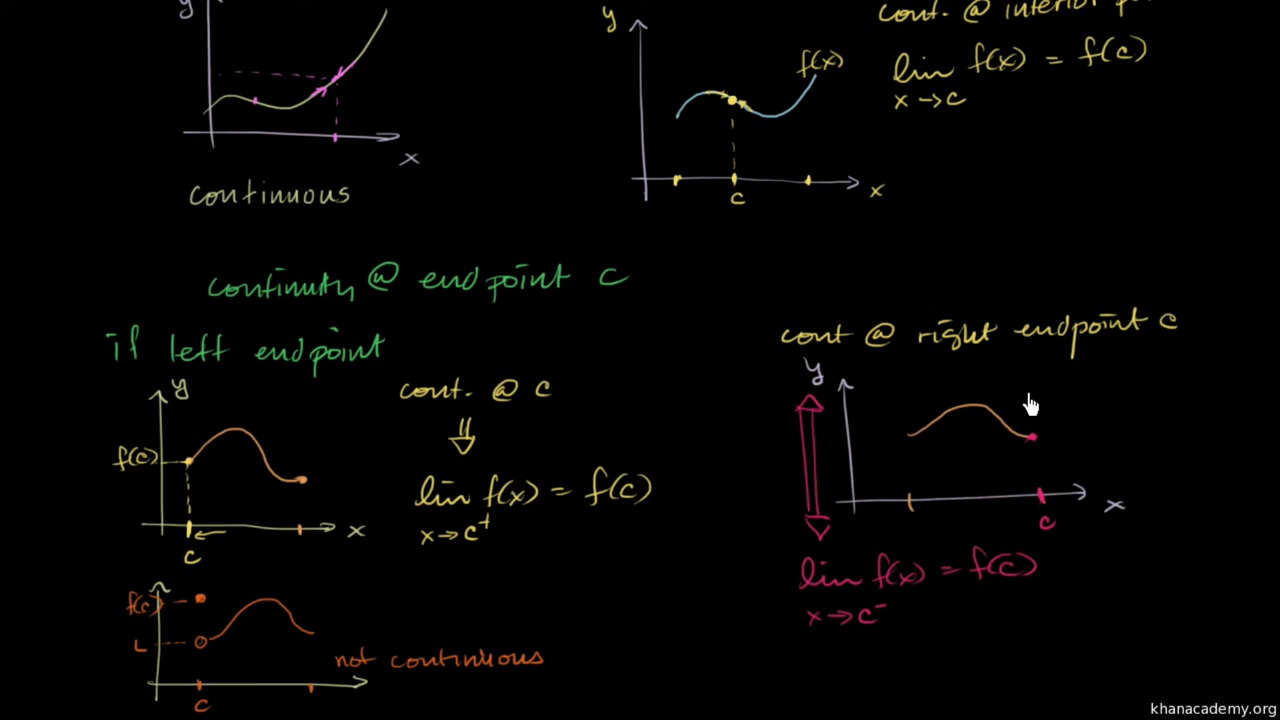 y
x
continuous
y
f(x)
c
x
cont. @ interior
lim f(x) = f(c)
x→c
continuity @ endpoint c
if left endpoint
y
f(c)
c
x
cont. @ c
⇓
lim f(x) = f(c)
x→c⁺
f(c)
L
c
not continuous
cont @ right endpoint c
y
x
c
lim f(x) = f(c)
x→c⁻
khanacademy.org